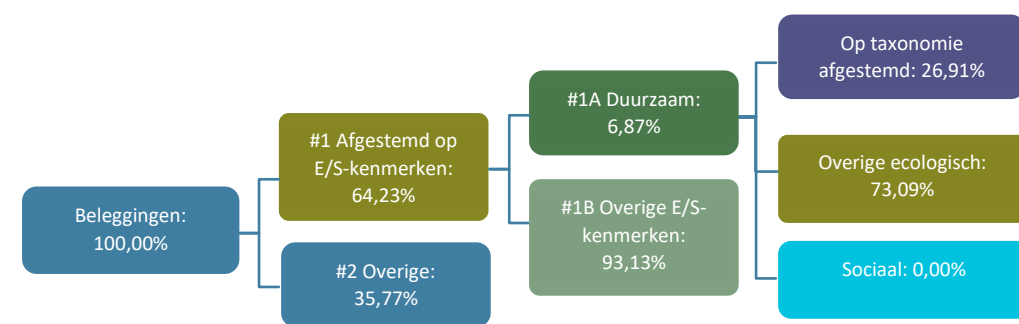 Beleggingen:
100,00%
#1 Afgestemd op
E/S-kenmerken:
64,23%
#2 Overige:
35,77%
#1A Duurzaam:
6,87%
#1B Overige E/S-
kenmerken:
93,13%
Op taxonomie
afgestemd: 26,91%
Overige ecologisch:
73,09%
Sociaal: 0,00%